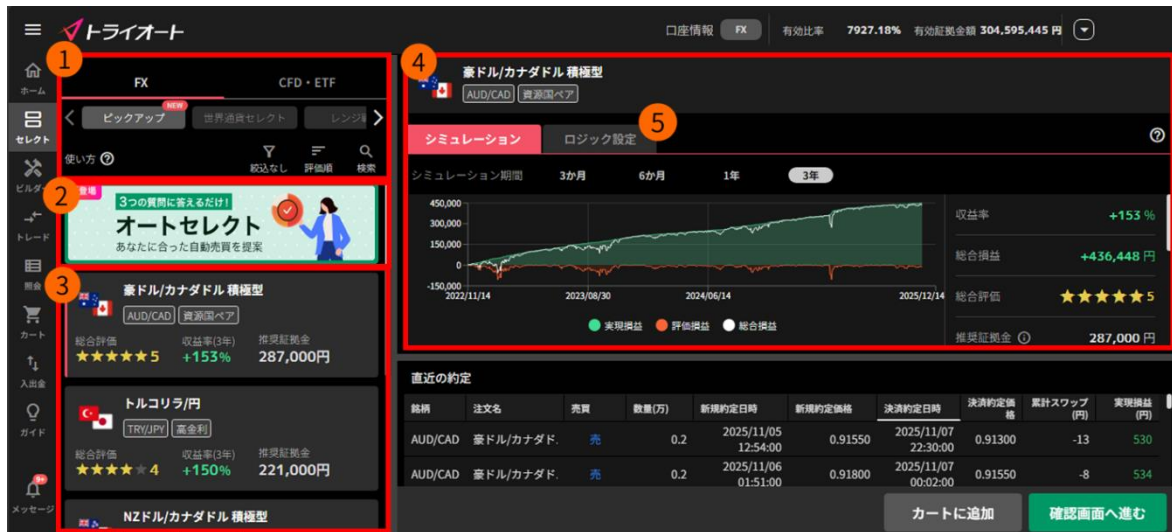 トライオート
口座情報 FX 有効比率 7927.18% 有効証拠金額 304,595,445 円
ホーム
セレクト
トレード
照会
カート
入出金
ガイド
9+
メッセージ
1
FX CFD・ETF
ピックアップ NEW 世界通貨セレクト
使い方 絞込なし 評価順 検索
2
3つの質問に答えるだけ!
オートセレクト
あなたに合った自動売買を提案
3
豪ドル/カナダドル 積極型
AUD/CAD 資源国ペア
総合評価 収益率(3年) 推奨証拠金
★★★★★5 +153% 287,000円
トルコリラ/円
TRY/JPY 高金利
総合評価 収益率(3年) 推奨証拠金
★★★★★4 +150% 221,000円
NZドル/カナダドル 積極型
4
豪ドル/カナダドル 積極型
AUD/CAD 資源国ペア
5
シミュレーション ロジック設定
シミュレーション期間 3か月 6か月 1年 3年
450,000
300,000
150,000
0
-150,000
2022/11/14 2023/08/30 2024/06/14 2025/12/14
実現損益 評価損益 総合損益
収益率 +153 %
総合損益 +436,448 円
総合評価 ★★★★★5
推奨証拠金 287,000 円
直近の約定
銘柄 注文名 売買 数量(万) 新規約定日時 新規約定価格 決済約定日時 決済約定価格 累計スワップ(円) 実現損益(円)
AUD/CAD 豪ドル/カナダド. 売 0.2 2025/11/05 12:54:00 0.91550 2025/11/07 22:30:00 0.91300 -13 530
AUD/CAD 豪ドル/カナダド. 売 0.2 2025/11/06 01:51:00 0.91800 2025/11/07 00:02:00 0.91550 -8 534
カートに追加 確認画面へ進む